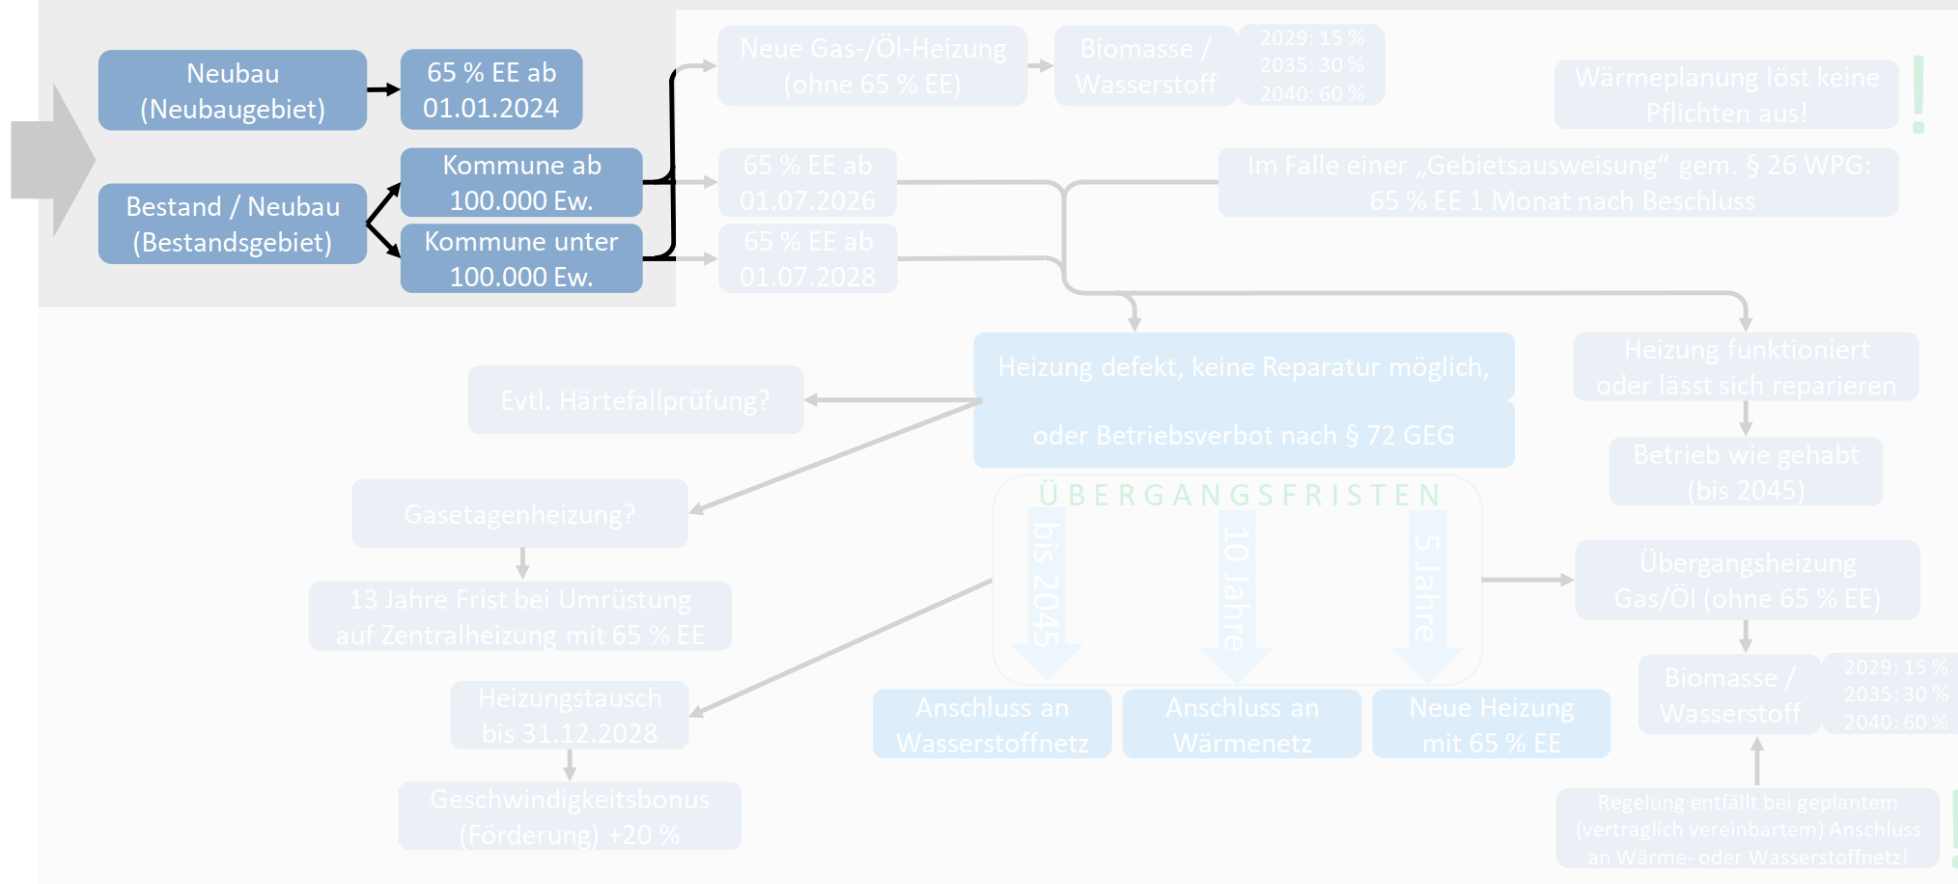 Neubau
(Neubaugebiet)
65 % EE ab
01.01.2024
Bestand / Neubau
(Bestandsgebiet)
Kommune ab
100.000 Ew.
Kommune unter
100.000 Ew.
Neue Gas-/Öl-Heizung
(ohne 65 % EE)
Biomasse /
Wasserstoff
2029: 15 %
2035: 30 %
2040: 60 %
Wärmeplanung löst keine
Pflichten aus!
!
65 % EE ab
01.07.2026
65 % EE ab
01.07.2028
Im Falle einer „Gebietsausweisung“ gem. § 26 WPG:
65 % EE 1 Monat nach Beschluss
Heizung defekt, keine Reparatur möglich,
oder Betriebsverbot nach § 72 GEG
Heizung funktioniert
oder lässt sich reparieren
Betrieb wie gehabt
(bis 2045)
Evtl. Härtefallprüfung?
Gasetagenheizung?
13 Jahre Frist bei Umrüstung
auf Zentralheizung mit 65 % EE
Heizungstausch
bis 31.12.2028
Geschwindigkeitsbonus
(Förderung) +20 %
ÜBERGANGSFRISTEN
bis 2045
10 Jahre
5 Jahre
Anschluss an
Wasserstoffnetz
Anschluss an
Wärmenetz
Neue Heizung
mit 65 % EE
Übergangsheizung
Gas/Öl (ohne 65 % EE)
Biomasse /
Wasserstoff
2029: 15 %
2035: 30 %
2040: 60 %
Regelung entfällt bei geplantem
(vertraglich vereinbartem) Anschluss
an Wärme- oder Wasserstoffnetz!
!